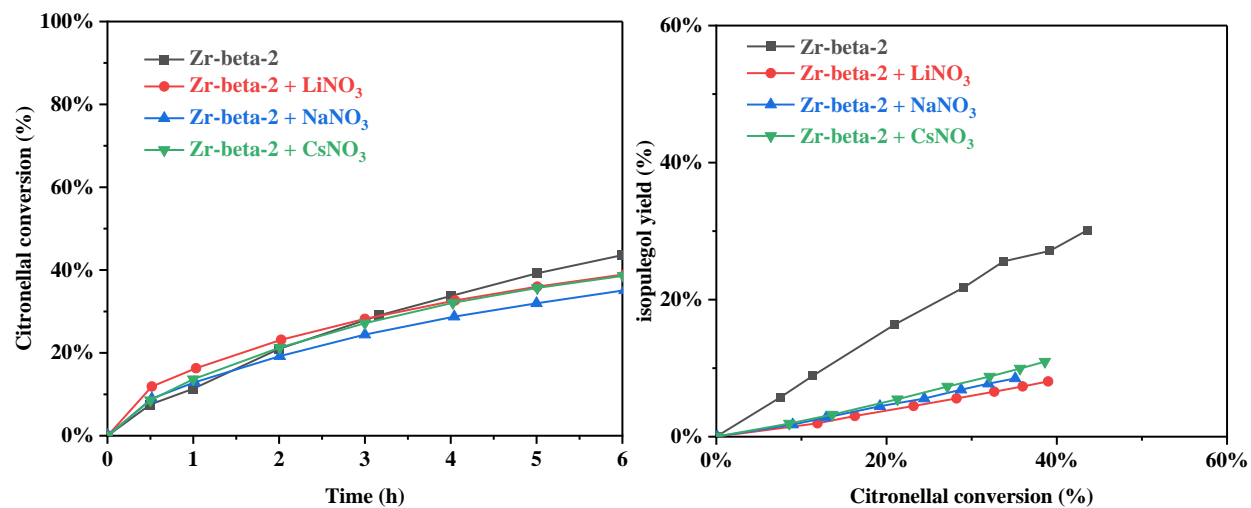 100%
80%
60%
40%
20%
0%
Citronellal conversion (%)
Zr-beta-2
Zr-beta-2 + LiNO₃
Zr-beta-2 + NaNO₃
Zr-beta-2 + CsNO₃
0 1 2 3 4 5 6
Time (h)
60%
40%
20%
0%
isopulegol yield (%)
Zr-beta-2
Zr-beta-2 + LiNO₃
Zr-beta-2 + NaNO₃
Zr-beta-2 + CsNO₃
0% 20% 40% 60%
Citronellal conversion (%)